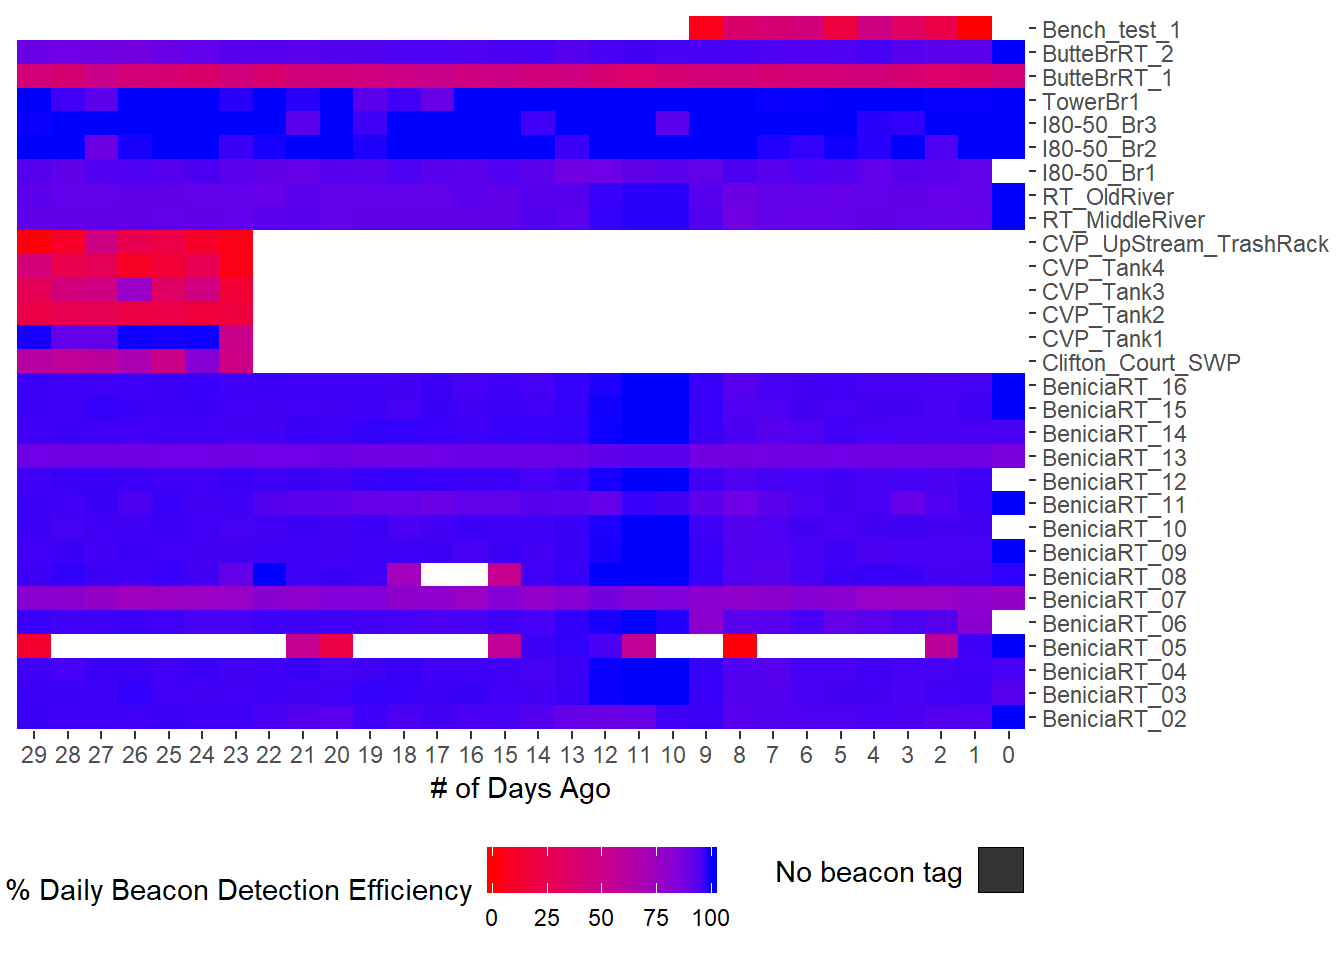 Bench_test_1
ButteBrRT_2
ButteBrRT_1
TowerBr1
I80-50_Br3
I80-50_Br2
I80-50_Br1
RT_OldRiver
RT_MiddleRiver
CVP_UpStream_TrashRack
CVP_Tank4
CVP_Tank3
CVP_Tank2
CVP_Tank1
Clifton_Court_SWP
BeniciaRT_16
BeniciaRT_15
BeniciaRT_14
BeniciaRT_13
BeniciaRT_12
BeniciaRT_11
BeniciaRT_10
BeniciaRT_09
BeniciaRT_08
BeniciaRT_07
BeniciaRT_06
BeniciaRT_05
BeniciaRT_04
BeniciaRT_03
BeniciaRT_02
29 28 27 26 25 24 23 22 21 20 19 18 17 16 15 14 13 12 11 10 9 8 7 6 5 4 3 2 1 0
# of Days Ago
% Daily Beacon Detection Efficiency
0 25 50 75 100
No beacon tag